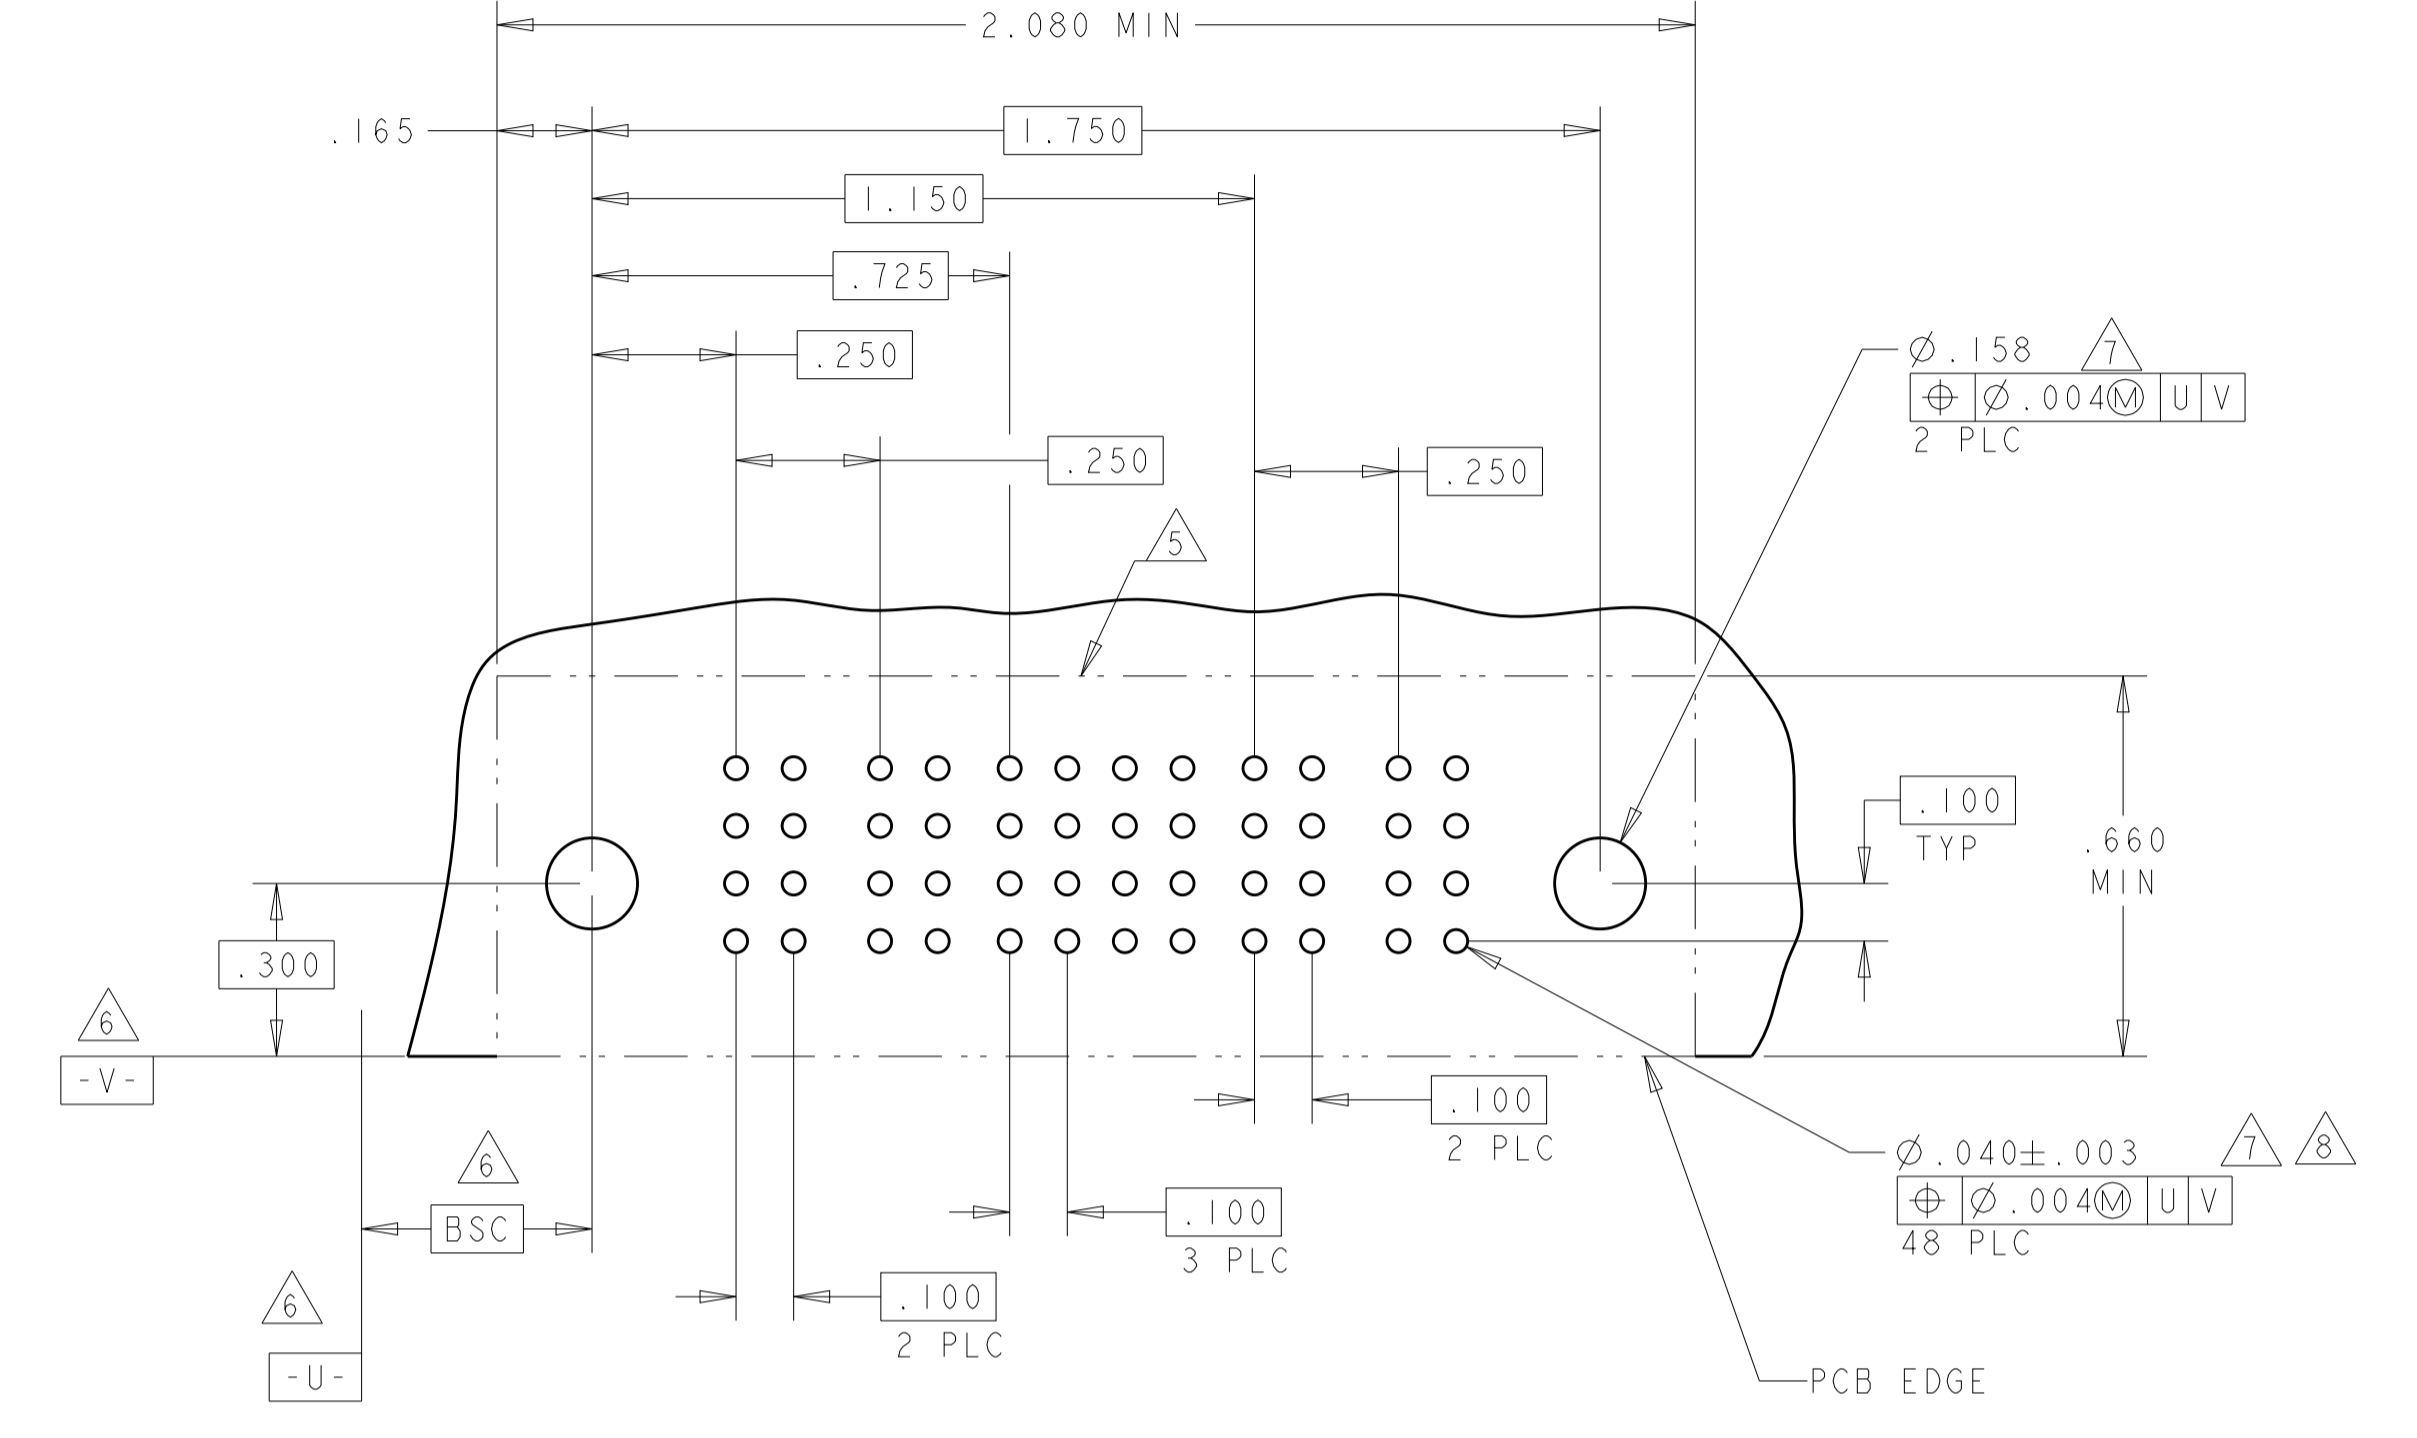 2.080 MIN
.165
1.750
1.150
.725
.250
.250
.250
Ø.158 7
⌖ Ø.004Ⓜ U V
2 PLC
5
.100
TYP
.660
MIN
.300
6
-V-
.100
2 PLC
6
BSC
Ø.040±.003 7 8
⌖ Ø.004Ⓜ U V
48 PLC
.100
3 PLC
6
.100
2 PLC
-U-
PCB EDGE